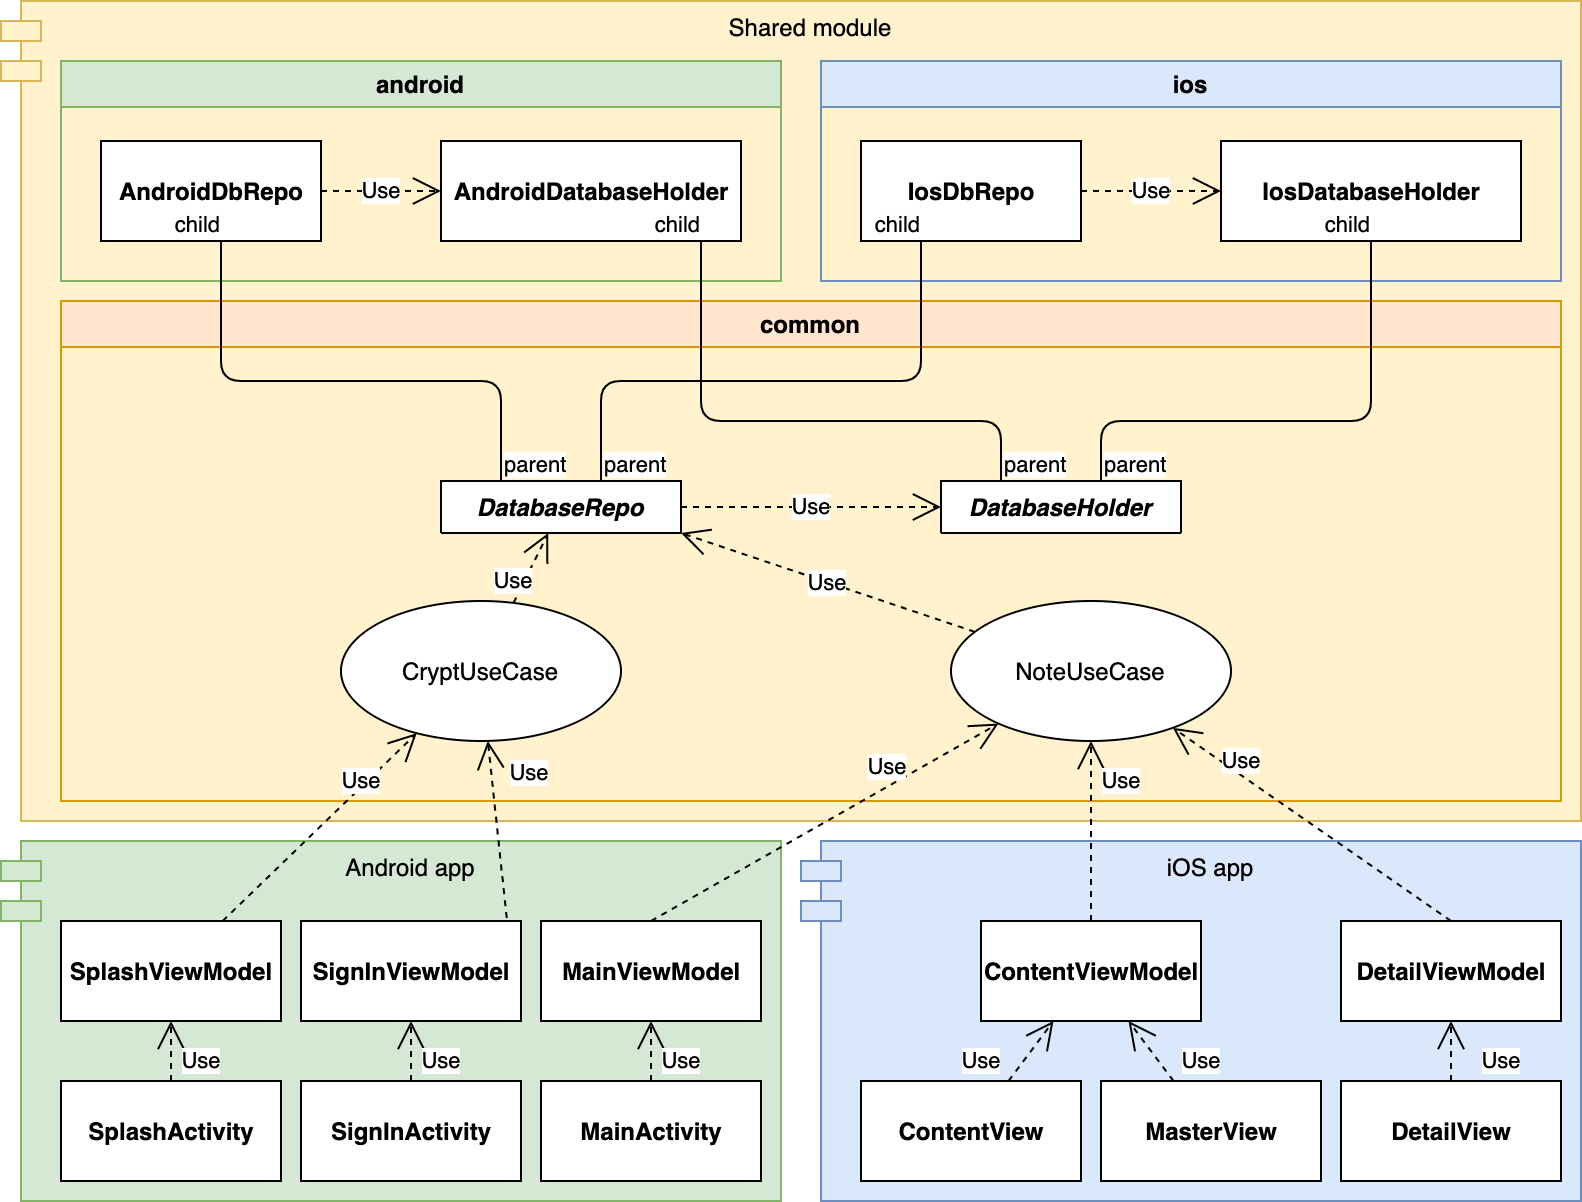 Shared module
android
ios
AndroidDbRepo
child
Use
AndroidDatabaseHolder
child
IosDbRepo
child
Use
IosDatabaseHolder
child
common
parent
parent
parent
parent
DatabaseRepo
Use
DatabaseHolder
Use
Use
CryptUseCase
NoteUseCase
Use
Use
Use
Use
Use
Android app
iOS app
SplashViewModel
SignInViewModel
MainViewModel
ContentViewModel
DetailViewModel
Use
Use
Use
Use
Use
Use
SplashActivity
SignInActivity
MainActivity
ContentView
MasterView
DetailView